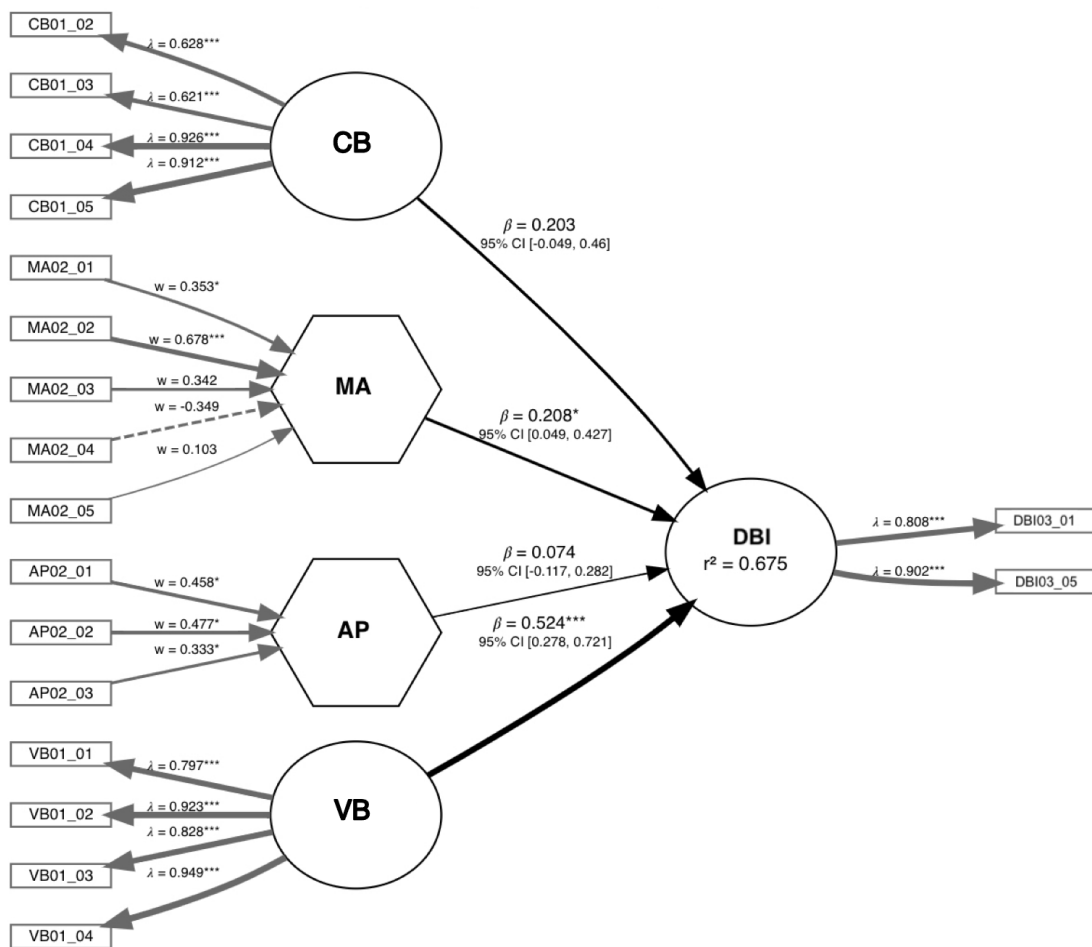 CB01_02
λ = 0.628***
CB01_03
λ = 0.621***
CB01_04
λ = 0.926***
λ = 0.912***
CB01_05
CB
β = 0.203
95% CI [-0.049, 0.46]
MA02_01
w = 0.353*
MA02_02
w = 0.678***
MA02_03
w = 0.342
w = -0.349
MA02_04
w = 0.103
MA02_05
MA
β = 0.208*
95% CI [0.049, 0.427]
AP02_01
w = 0.458*
AP02_02
w = 0.477*
w = 0.333*
AP02_03
AP
β = 0.074
95% CI [-0.117, 0.282]
β = 0.524***
95% CI [0.278, 0.721]
VB01_01
λ = 0.797***
VB01_02
λ = 0.923***
λ = 0.828***
VB01_03
λ = 0.949***
VB01_04
VB
DBI
r² = 0.675
λ = 0.808***
DBI03_01
λ = 0.902***
DBI03_05